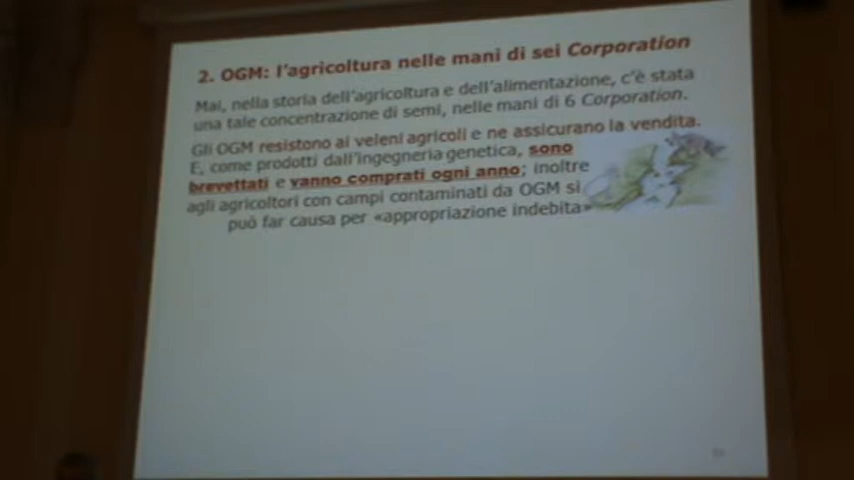 2. OGM: l'agricoltura nelle mani di sei Corporation
Mai, nella storia dell'agricoltura e dell'alimentazione, c'è stata
una tale concentrazione di semi, nelle mani di 6 Corporation.
Gli OGM resistono ai veleni agricoli e ne assicurano la vendita.
E, come prodotti dall'ingegneria genetica, sono
brevettati e vanno comprati ogni anno; inoltre
agli agricoltori con campi contaminati da OGM si
può far causa per «appropriazione indebita»